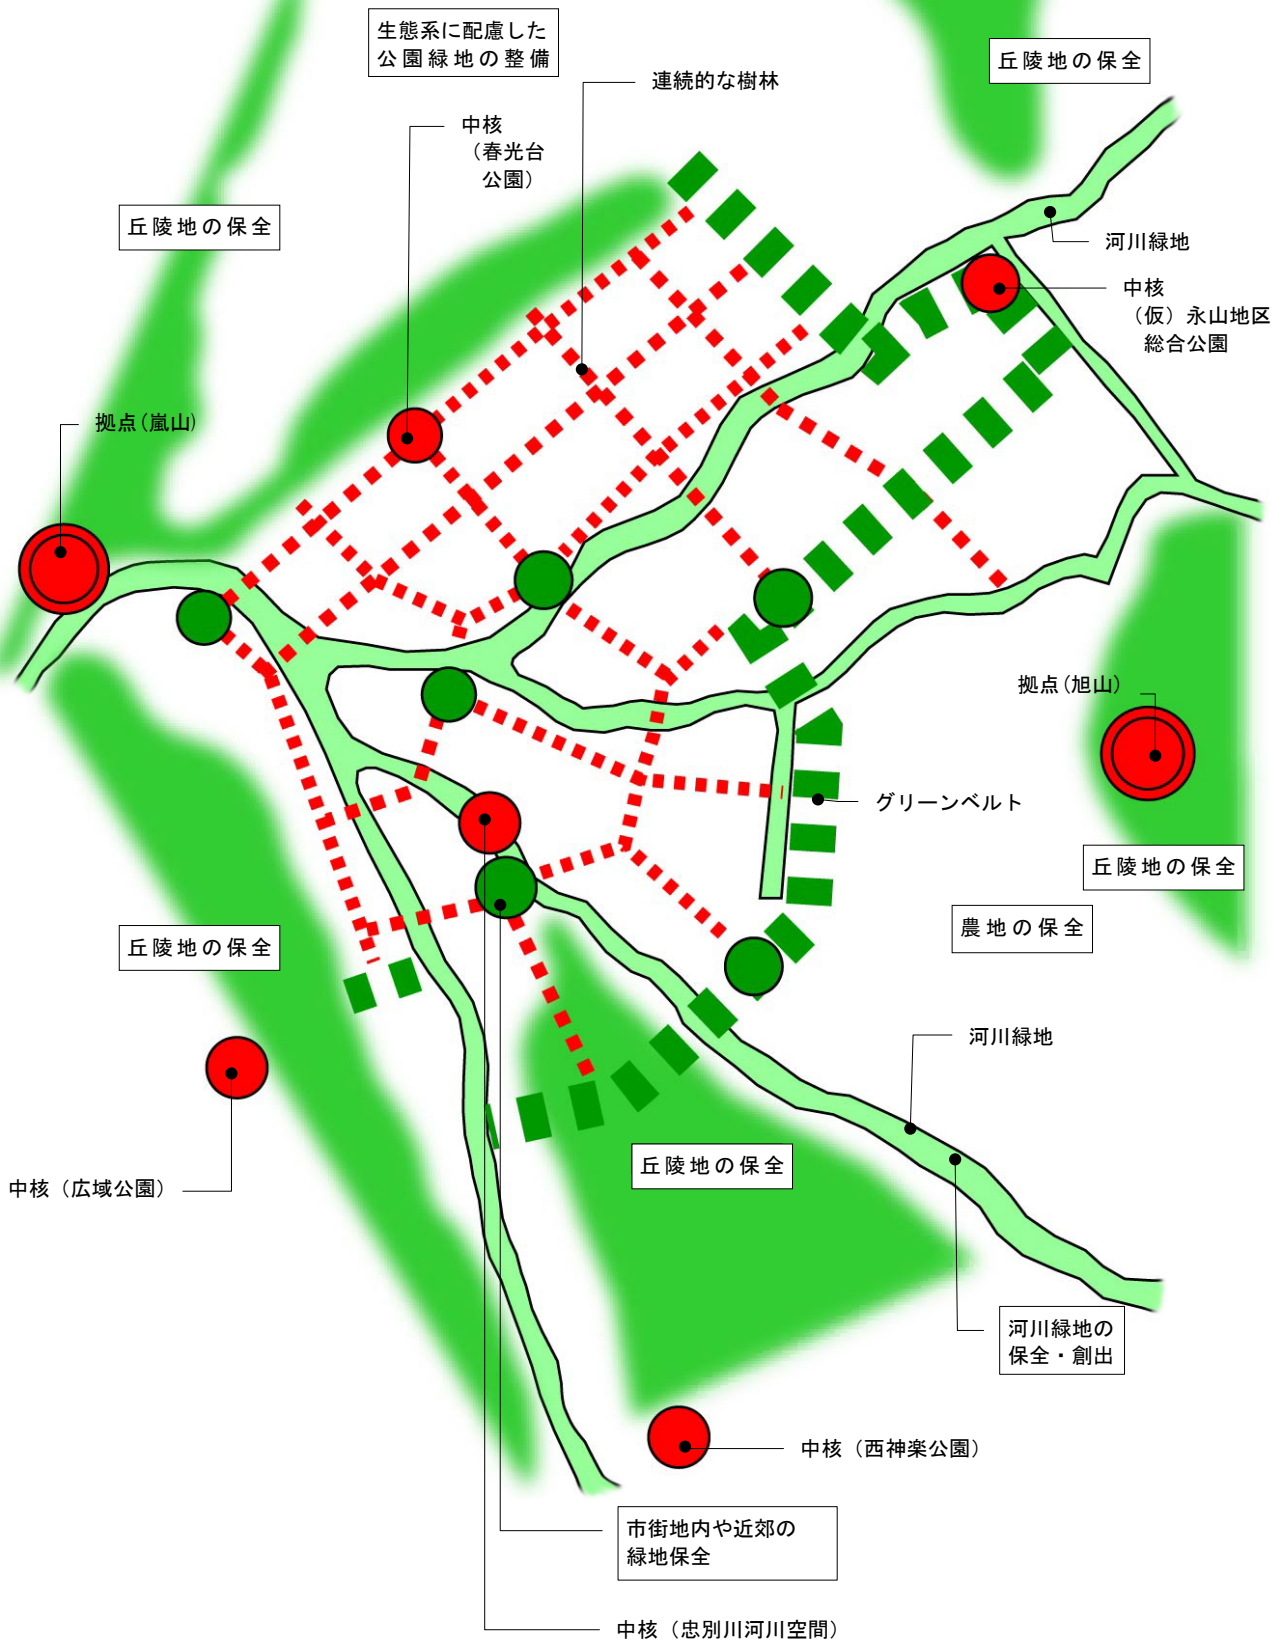 生態系に配慮した
公園緑地の整備
丘陵地の保全
連続的な樹林
中核
（春光台
公園）
丘陵地の保全
河川緑地
中核
（仮）永山地区
総合公園
拠点(嵐山)
拠点(旭山)
グリーンベルト
丘陵地の保全
農地の保全
丘陵地の保全
河川緑地
丘陵地の保全
中核（広域公園）
河川緑地の
保全・創出
中核（西神楽公園）
市街地内や近郊の
緑地保全
中核（忠別川河川空間）